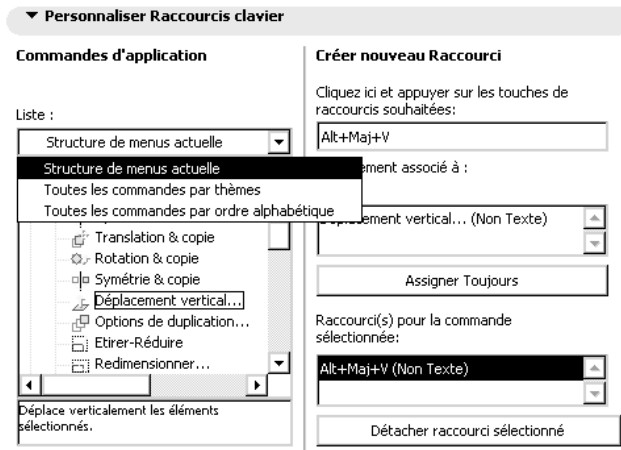 Personnaliser Raccourcis clavier
Commandes d'application
Liste :
Structure de menus actuelle
Structure de menus actuelle
Toutes les commandes par thèmes
Toutes les commandes par ordre alphabétique
Translation & copie
Rotation & copie
Symétrie & copie
Déplacement vertical...
Options de duplication...
Etirer-Réduire
Redimensionner...
Déplace verticalement les éléments
sélectionnés.
Créer nouveau Raccourci
Cliquez ici et appuyer sur les touches de
raccourcis souhaitées:
Alt+Maj+V
associé à :
vertical... (Non Texte)
Assigner Toujours
Raccourci(s) pour la commande
sélectionnée:
Alt+Maj+V (Non Texte)
Détacher raccourci sélectionné